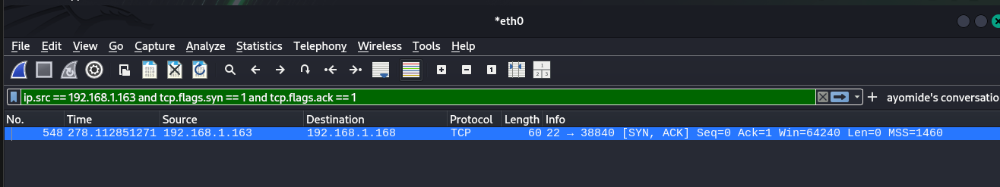 *eth0
File Edit View Go Capture Analyze Statistics Telephony Wireless Tools Help
ip.src == 192.168.1.163 and tcp.flags.syn == 1 and tcp.flags.ack == 1 + ayomide's conversatio
No. Time Source Destination Protocol Length Info
548 278.112851271 192.168.1.163 192.168.1.168 TCP 60 22 → 38840 [SYN, ACK] Seq=0 Ack=1 Win=64240 Len=0 MSS=1460